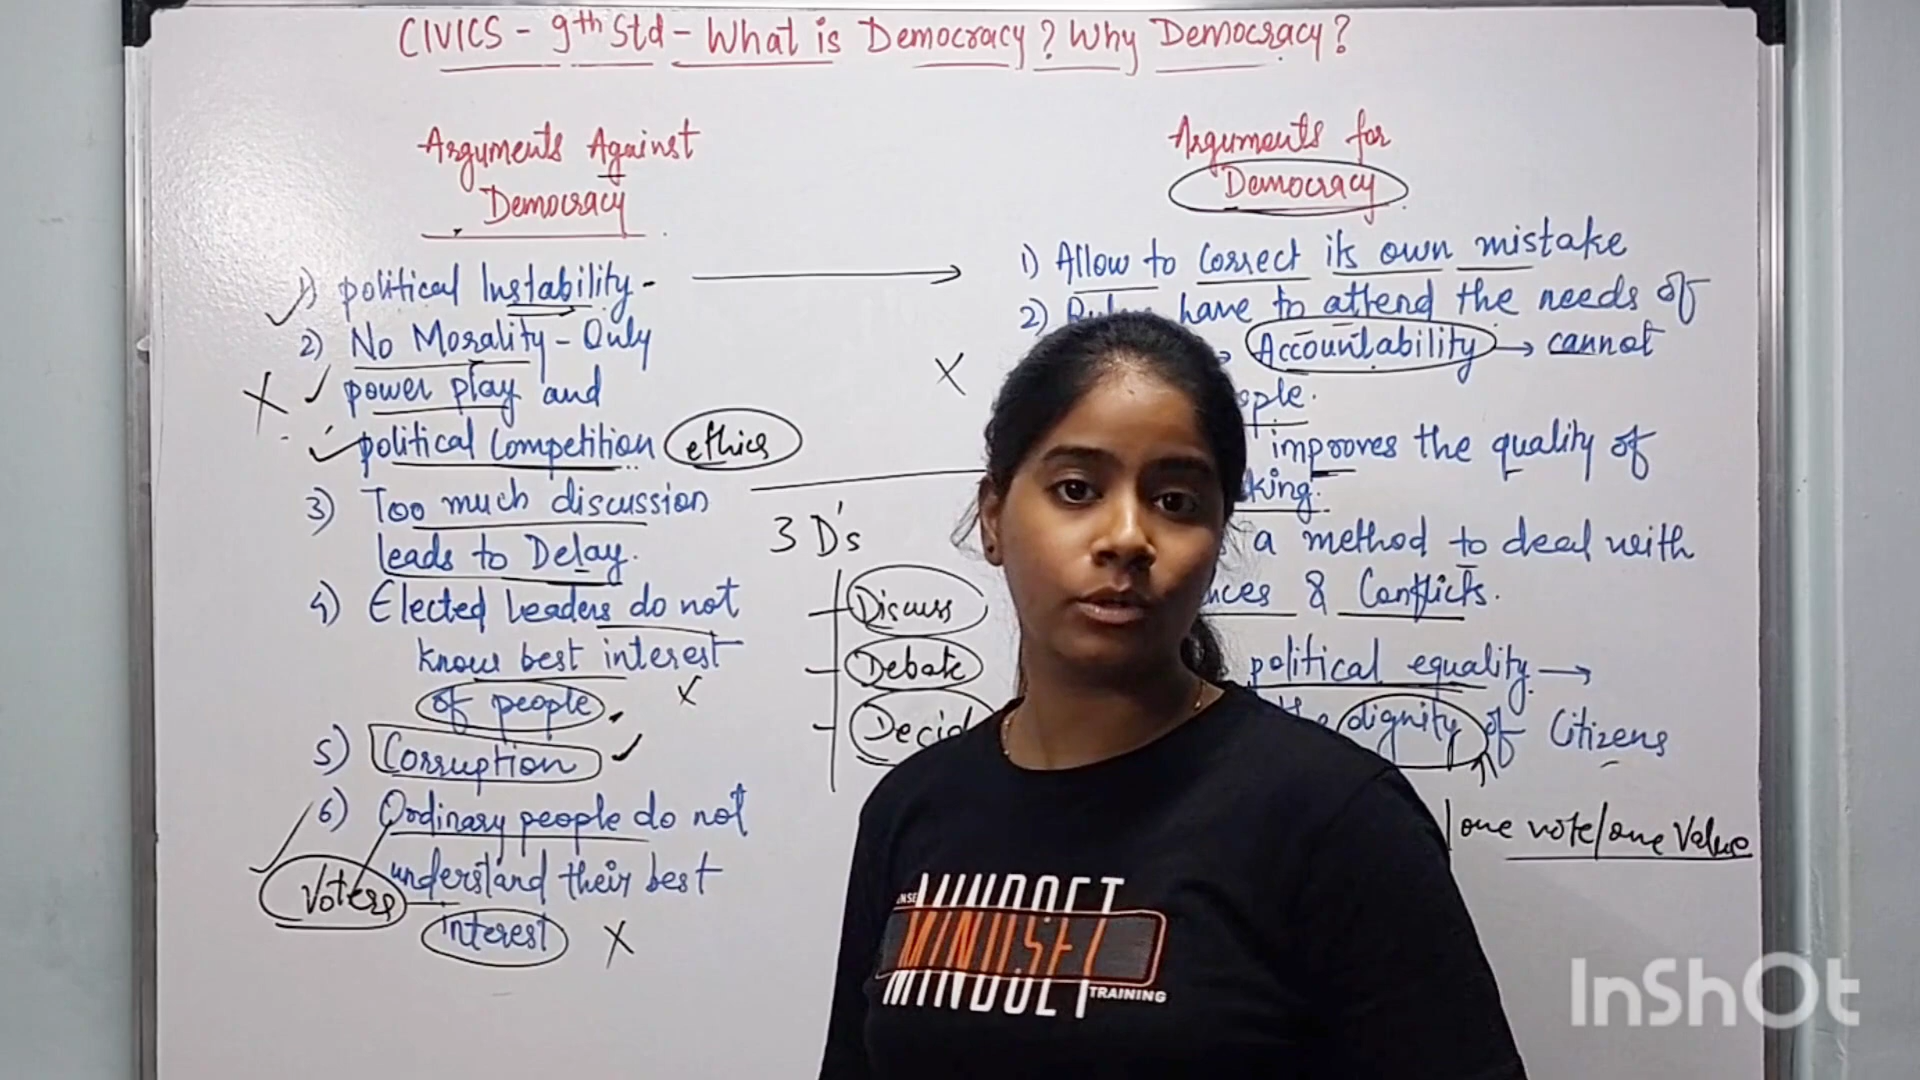 CIVICS - 9th Std - What is Democracy? Why Democracy?
Arguments Against
Democracy
1) political Instability -
2) No Morality - Only
power play and
political Competition ethics
3) Too much discussion
leads to Delay.
4) Elected leaders do not
know best interest
of people. X
5) Corruption
6) Ordinary people do not
understand their best
Voters
interest X
X
3 D's
Discuss
Debate
Decid
Arguments for
Democracy
1) Allow to correct its own mistake
2) have to attend the needs of
X
Accountability → cannot
improves the quality of
a method to deal with
& Conflicts.
political equality →
dignity of Citizens
one vote/one Value
MINDSET
MINDSET
MINDSET
TRAINING
InShOt